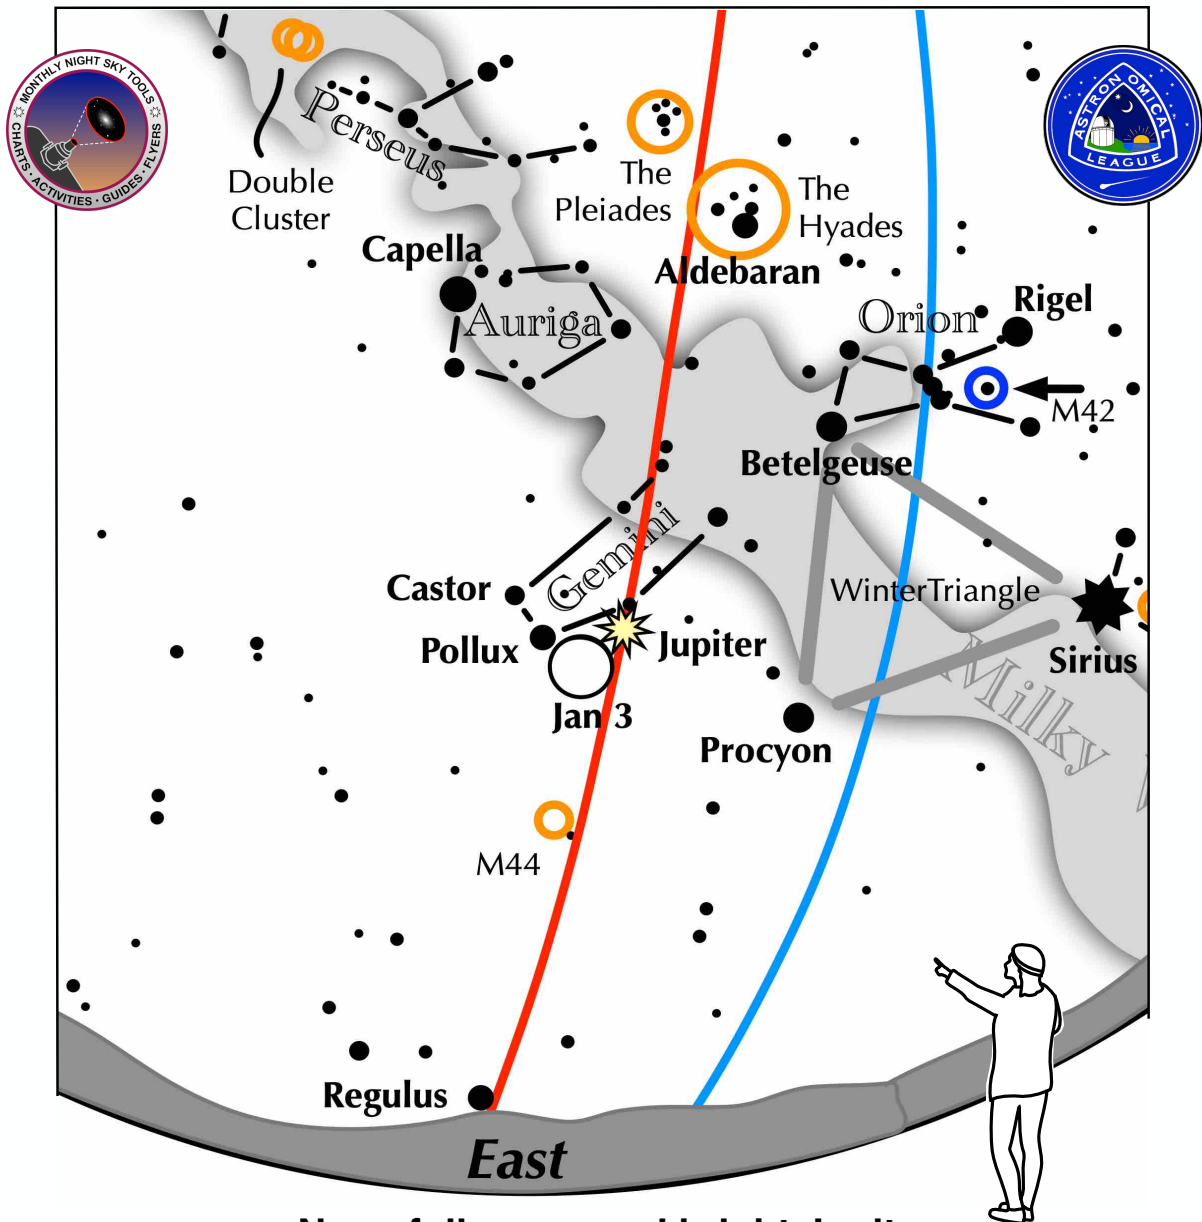 MONTHLY NIGHT SKY TOOLS
CHARTS • ACTIVITIES • GUIDES • FLYERS
ASTRONOMICAL
LEAGUE
Perseus
Double
Cluster
The
Pleiades
The
Hyades
Capella
Aldebaran
Auriga
Orion
Rigel
M42
Betelgeuse
Gemini
Castor
WinterTriangle
Pollux
Jupiter
Sirius
Jan 3
Milky
Procyon
M44
Regulus
East